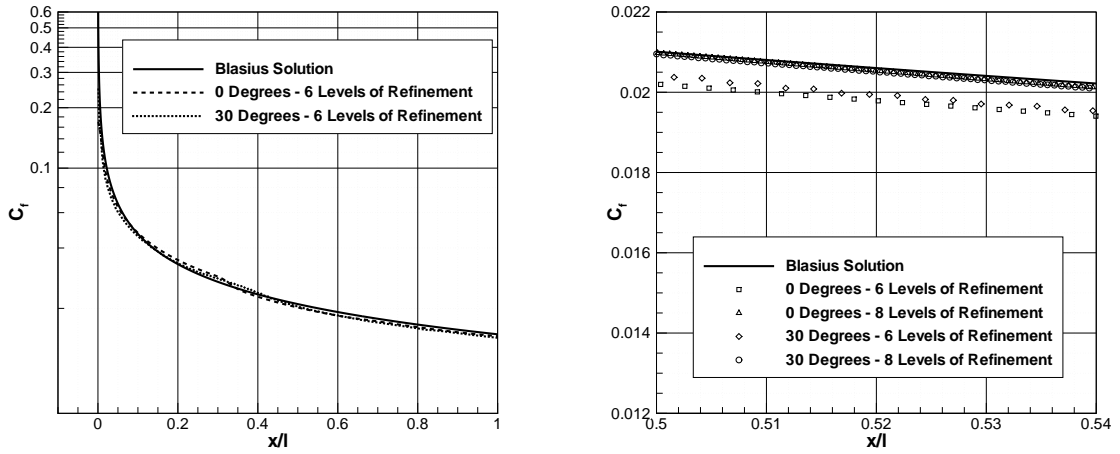 0.6
0.5
0.4
0.3
0.2
0.1
C_f
Blasius Solution
0 Degrees - 6 Levels of Refinement
30 Degrees - 6 Levels of Refinement
0 0.2 0.4 0.6 0.8 1
x/l
0.022
0.02
0.018
0.016
0.014
0.012
C_f
Blasius Solution
0 Degrees - 6 Levels of Refinement
0 Degrees - 8 Levels of Refinement
30 Degrees - 6 Levels of Refinement
30 Degrees - 8 Levels of Refinement
0.5 0.51 0.52 0.53 0.54
x/l